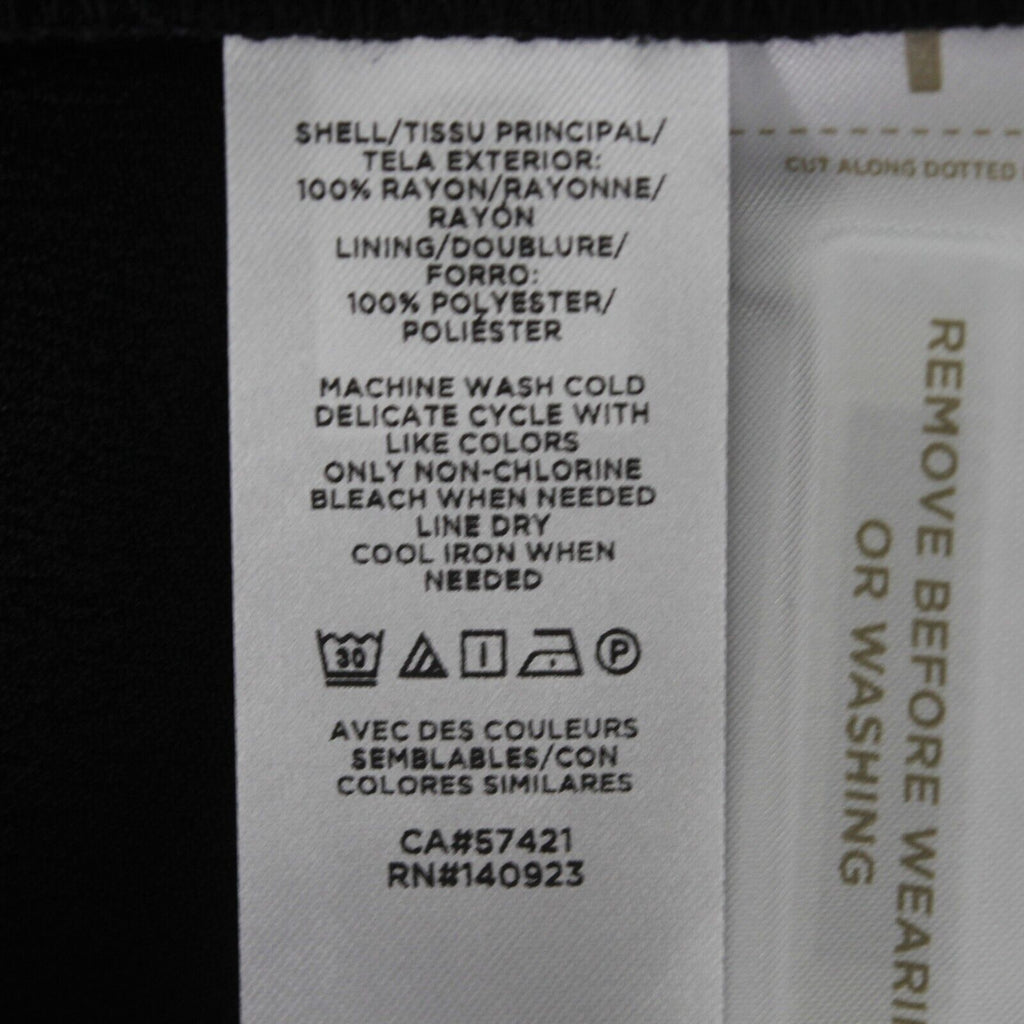 SHELL/TISSU PRINCIPAL/
TELA EXTERIOR:
100% RAYON/RAYONNE/
RAYÓN
LINING/DOUBLURE/
FORRO:
100% POLYESTER/
POLIÉSTER
MACHINE WASH COLD
DELICATE CYCLE WITH
LIKE COLORS
ONLY NON-CHLORINE
BLEACH WHEN NEEDED
LINE DRY
COOL IRON WHEN
NEEDED
30 P
AVEC DES COULEURS
SEMBLABLES/CON
COLORES SIMILARES
CA#57421
RN#140923
CUT ALONG DOTTED
REMOVE BEFORE WEARI
OR WASHING